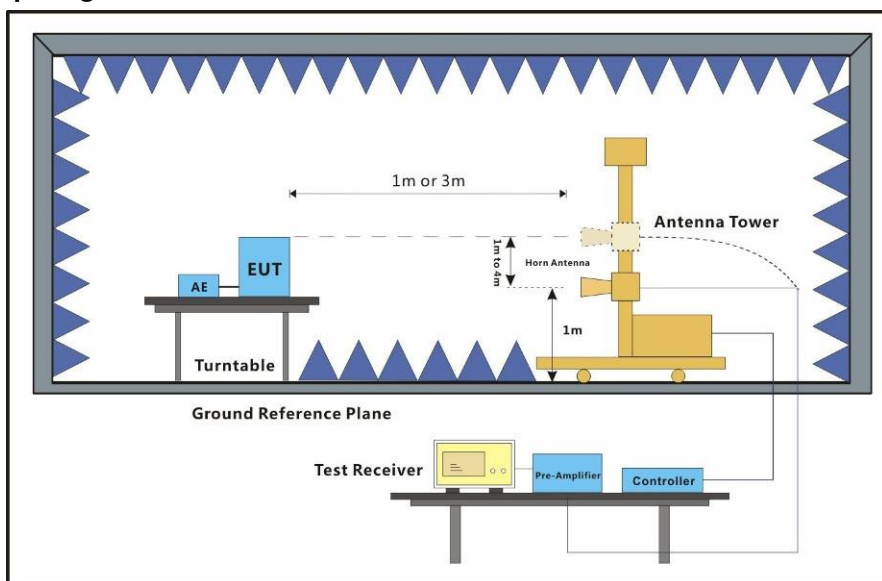 1m or 3m
Antenna Tower
1m to 4m
Horn Antenna
EUT
AE
1m
Turntable
Ground Reference Plane
Test Receiver
Pre-Amplifier
Controller